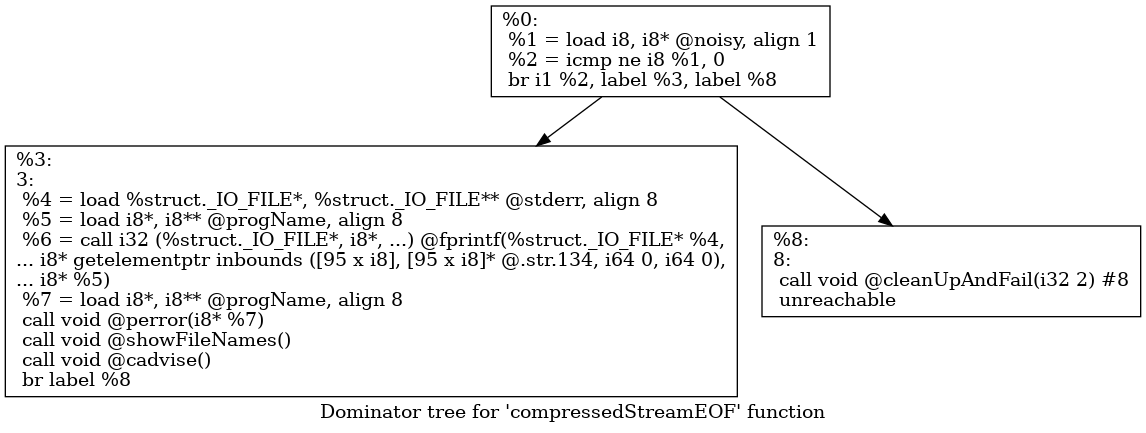 %0:
%1 = load i8, i8* @noisy, align 1
%2 = icmp ne i8 %1, 0
br i1 %2, label %3, label %8
%3:
3:
%4 = load %struct._IO_FILE*, %struct._IO_FILE** @stderr, align 8
%5 = load i8*, i8** @progName, align 8
%6 = call i32 (%struct._IO_FILE*, i8*, ...) @fprintf(%struct._IO_FILE* %4,
... i8* getelementptr inbounds ([95 x i8], [95 x i8]* @.str.134, i64 0, i64 0),
... i8* %5)
%7 = load i8*, i8** @progName, align 8
call void @perror(i8* %7)
call void @showFileNames()
call void @cadvise()
br label %8
%8:
8:
call void @cleanUpAndFail(i32 2) #8
unreachable
Dominator tree for 'compressedStreamEOF' function